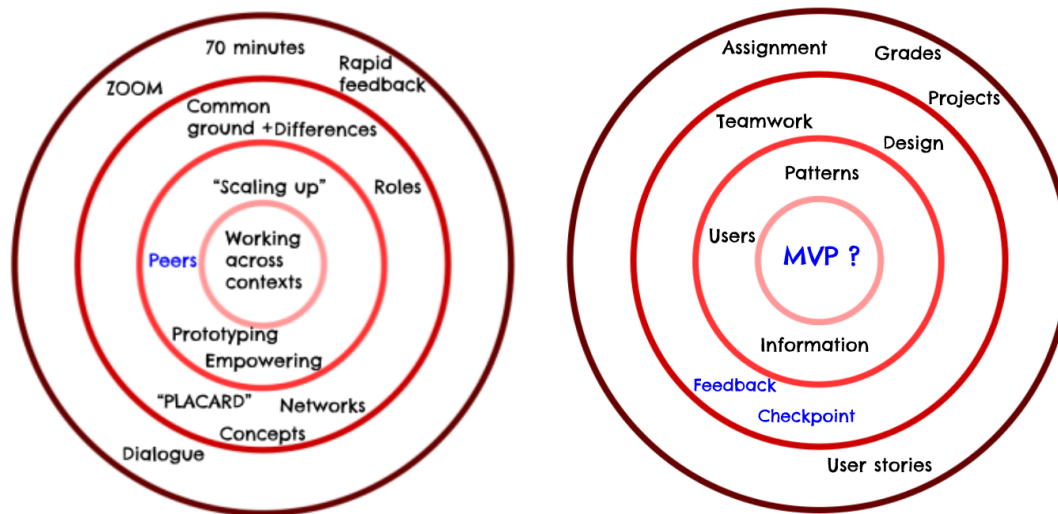 70 minutes
Rapid
feedback
ZOOM
Common
ground +Differences
"Scaling up"
Roles
Working
across
contexts
Peers
Prototyping
Empowering
"PLACARD"
Networks
Concepts
Dialogue
Assignment
Grades
Projects
Teamwork
Design
Patterns
Users
MVP ?
Information
Feedback
Checkpoint
User stories